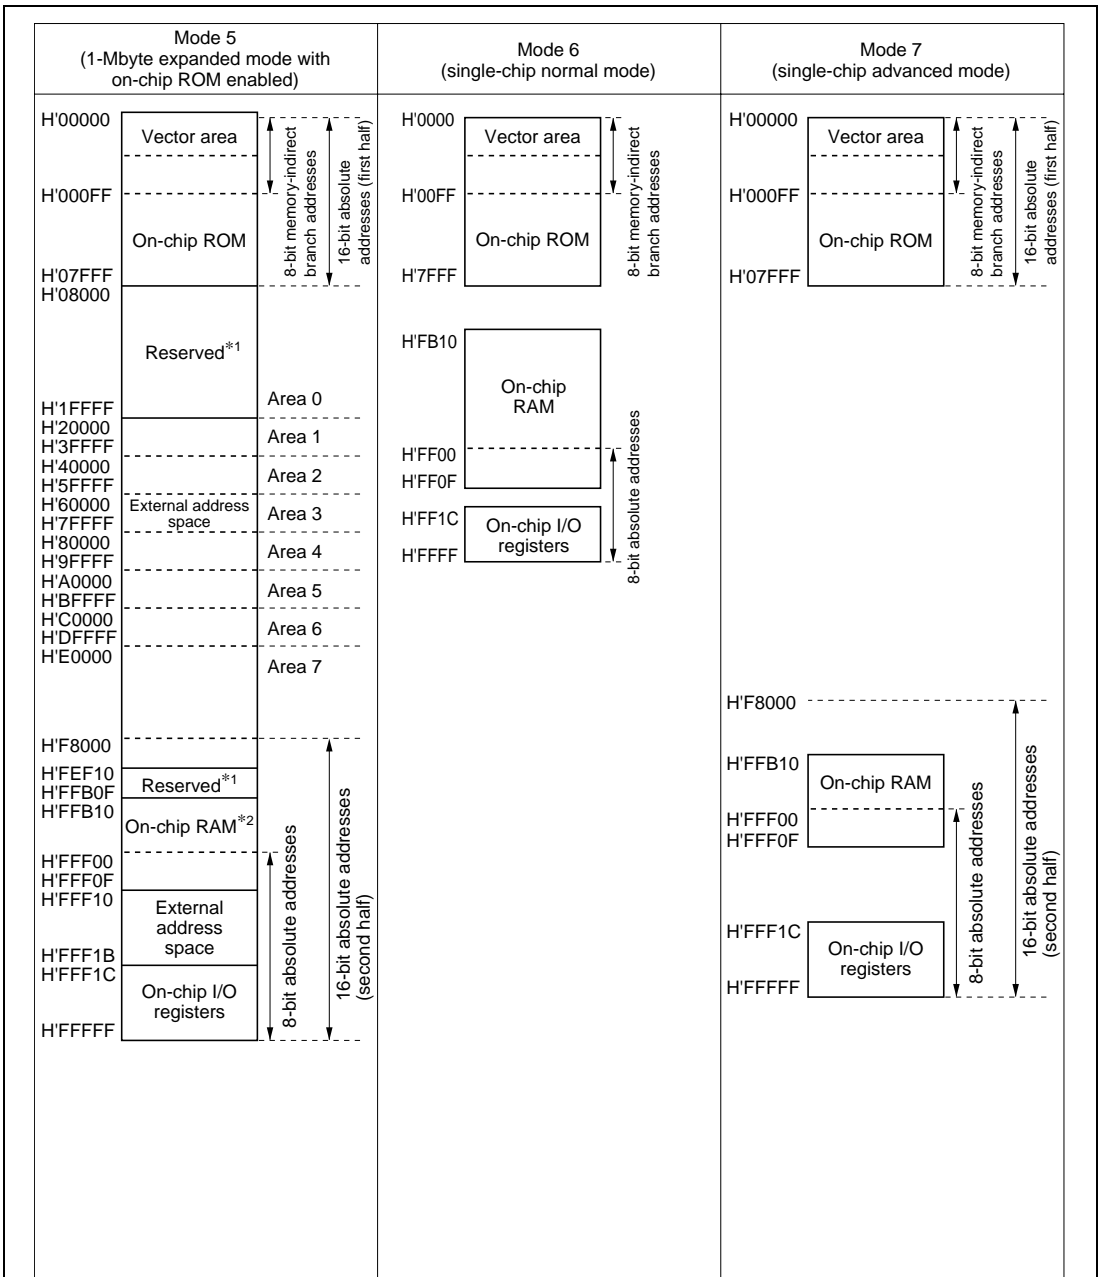 Mode 5
(1-Mbyte expanded mode with
on-chip ROM enabled)
H'00000
Vector area
H'000FF
On-chip ROM
H'07FFF
H'08000
8-bit memory-indirect
branch addresses
16-bit absolute
addresses (first half)
Reserved*1
H'1FFFF
Area 0
H'20000
Area 1
H'3FFFF
H'40000
Area 2
H'5FFFF
H'60000
External address
space
Area 3
H'7FFFF
H'80000
Area 4
H'9FFFF
H'A0000
Area 5
H'BFFFF
H'C0000
Area 6
H'DFFFF
H'E0000
Area 7
H'F8000
H'FEF10
Reserved*1
H'FFB0F
H'FFB10
On-chip RAM*2
H'FFF00
H'FFF0F
H'FFF10
External
address
space
H'FFF1B
H'FFF1C
On-chip I/O
registers
H'FFFFF
8-bit absolute addresses
16-bit absolute addresses
(second half)
Mode 6
(single-chip normal mode)
H'0000
Vector area
H'00FF
On-chip ROM
H'7FFF
8-bit memory-indirect
branch addresses
H'FB10
On-chip
RAM
H'FF00
H'FF0F
H'FF1C
On-chip I/O
registers
H'FFFF
8-bit absolute addresses
Mode 7
(single-chip advanced mode)
H'00000
Vector area
H'000FF
On-chip ROM
H'07FFF
8-bit memory-indirect
branch addresses
16-bit absolute
addresses (first half)
H'F8000
H'FFB10
On-chip RAM
H'FFF00
H'FFF0F
H'FFF1C
On-chip I/O
registers
H'FFFFF
8-bit absolute addresses
16-bit absolute addresses
(second half)